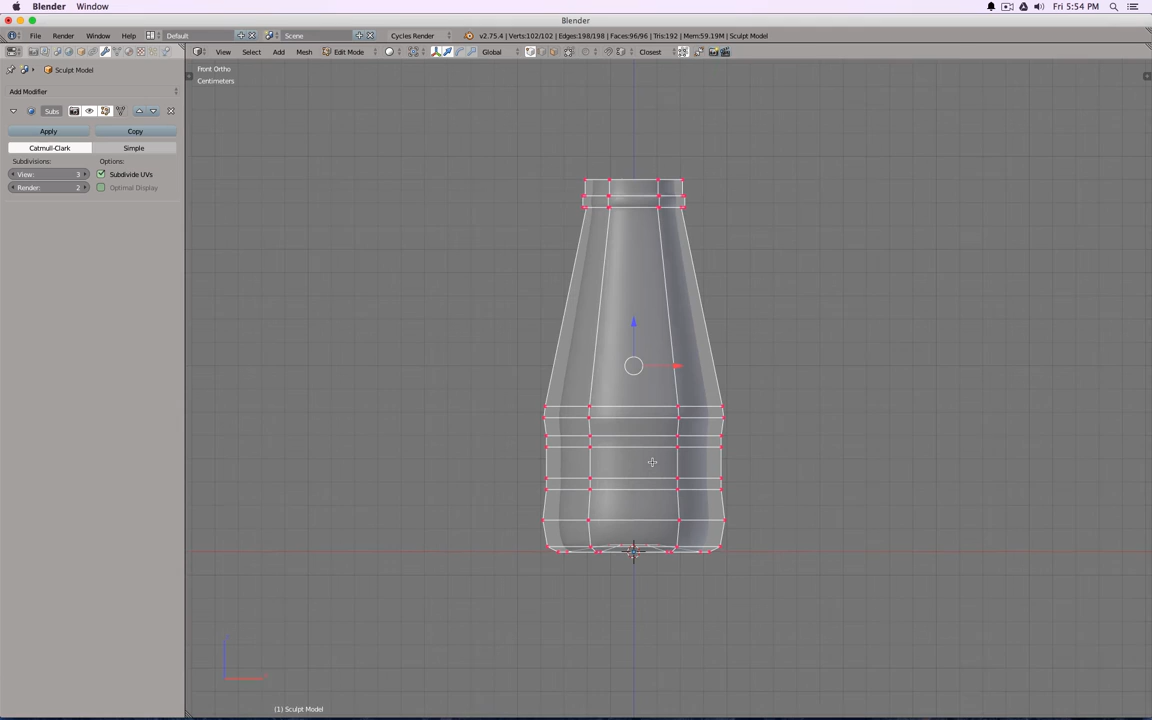 Blender Window Fri 5:54 PM
Blender
File Render Window Help Default Scene Cycles Render v2.75.4 | Verts:102/102 | Edges:198/198 | Faces:96/96 | Tris:192 | Mem:59.19M | Sculpt Model
View Select Add Mesh Edit Mode Global Closest
Sculpt Model
Front Ortho
Centimeters
Add Modifier
Subs
Apply Copy
Catmull-Clark Simple
Subdivisions: Options:
View: 3 Subdivide UVs
Render: 2 Optimal Display
(1) Sculpt Model